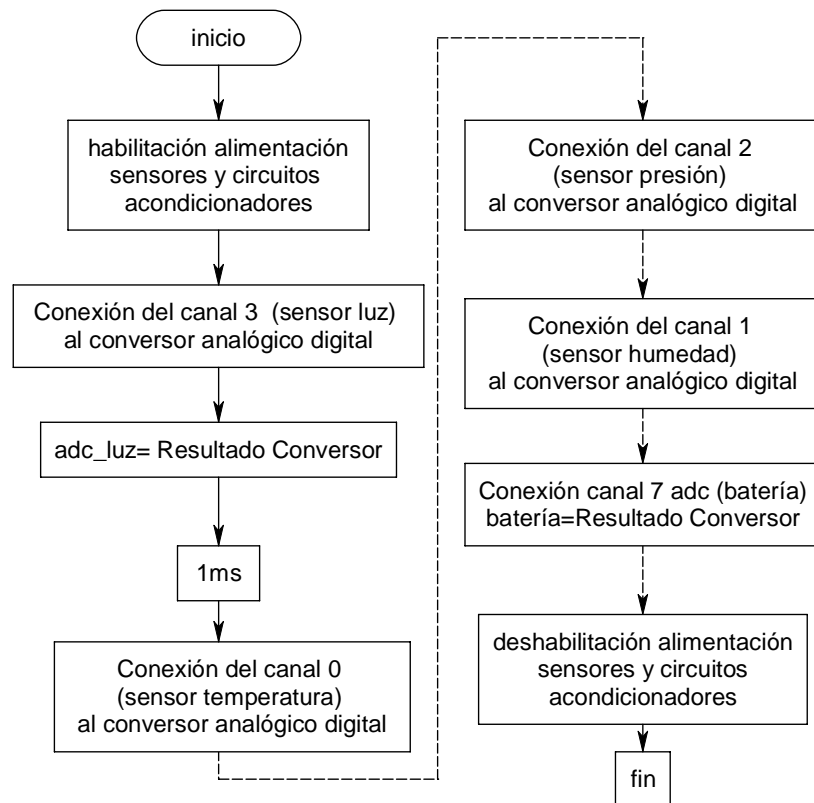 inicio
habilitación alimentación
sensores y circuitos
acondicionadores
Conexión del canal 3  (sensor luz)
al conversor analógico digital
adc_luz= Resultado Conversor
1ms
Conexión del canal 0
(sensor temperatura)
al conversor analógico digital
Conexión del canal 2
(sensor presión)
al conversor analógico digital
Conexión del canal 1
(sensor humedad)
al conversor analógico digital
Conexión canal 7 adc (batería)
batería=Resultado Conversor
deshabilitación alimentación
sensores y circuitos
acondicionadores
fin